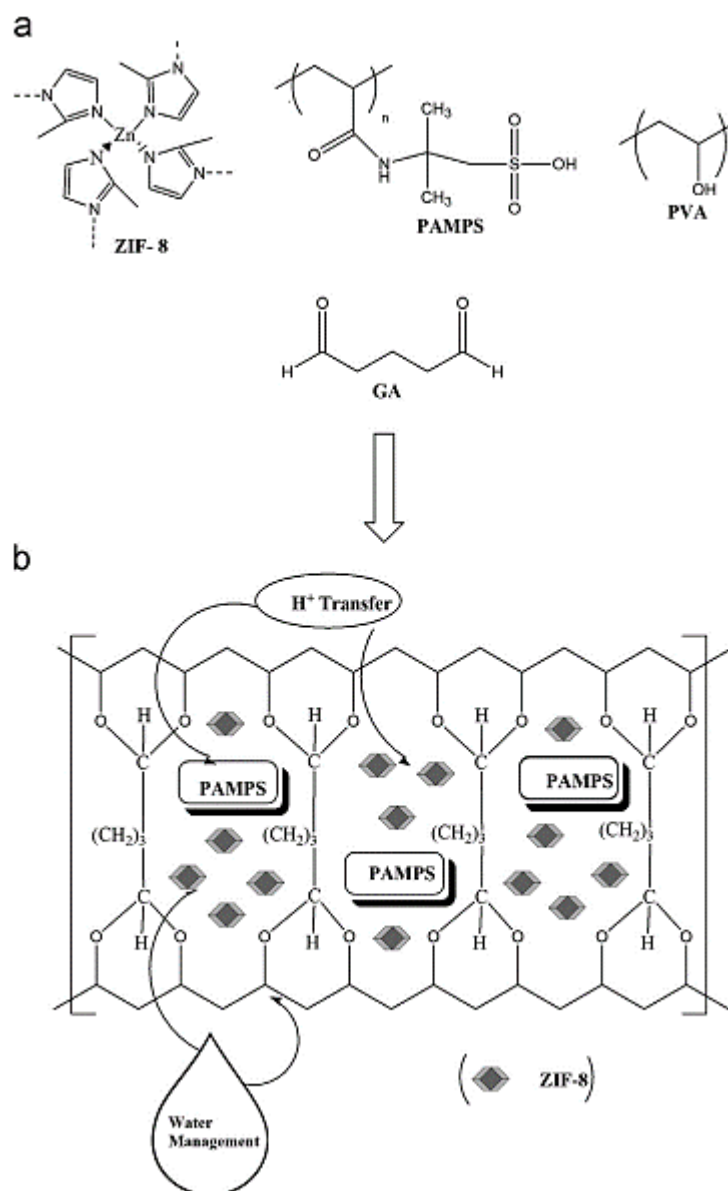 a
N N
N N
Zn
N N
N N
ZIF- 8
n
O
N
H
CH₃
CH₃
O
S
OH
O
PAMPS
OH
PVA
O O
H H
GA
b
H⁺ Transfer
H H H H
O O O O O O O O
C C C C
PAMPS
PAMPS
(CH₂)₃ (CH₂)₃ (CH₂)₃ (CH₂)₃
PAMPS
C C C C
O O O O O O O O
H H H H
ZIF-8
Water
Management